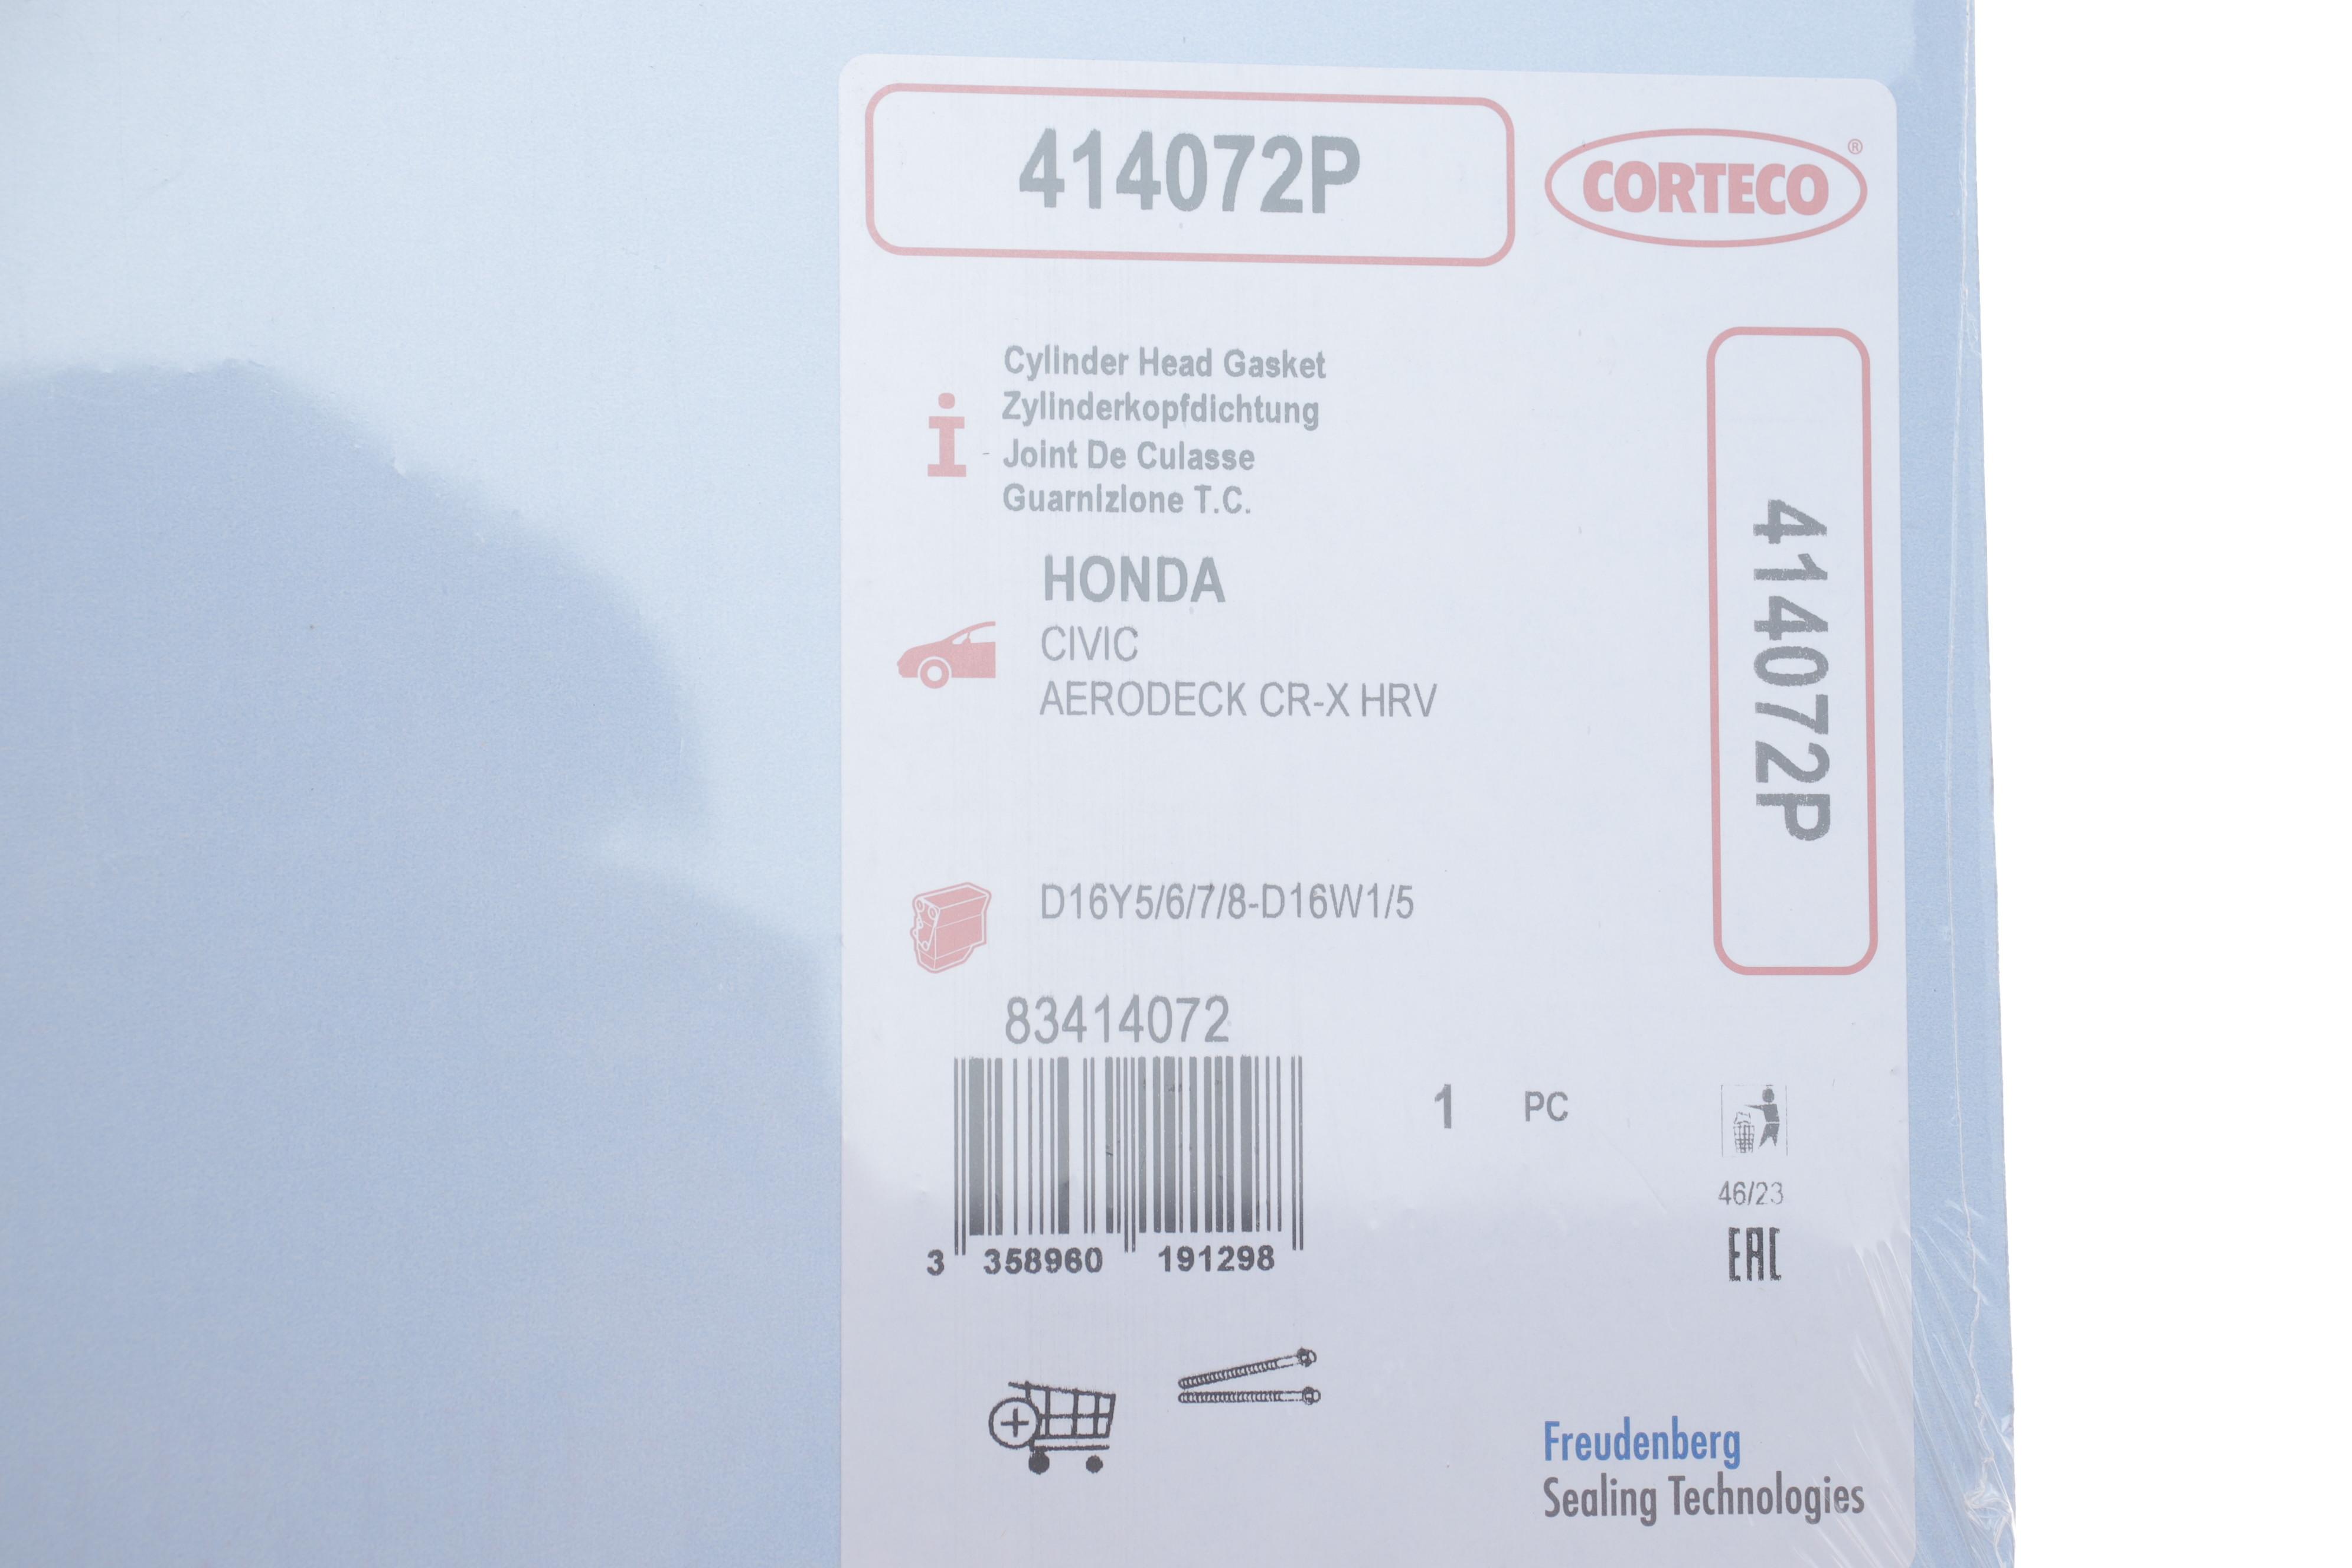 414072P
CORTECO®
Cylinder Head Gasket
Zylinderkopfdichtung
Joint De Culasse
Guarnizione T.C.
414072P
HONDA
CIVIC
AERODECK CR-X HRV
D16Y5/6/7/8-D16W1/5
83414072
1 PC
46/23
EAC
3 358960 191298
Freudenberg
Sealing Technologies